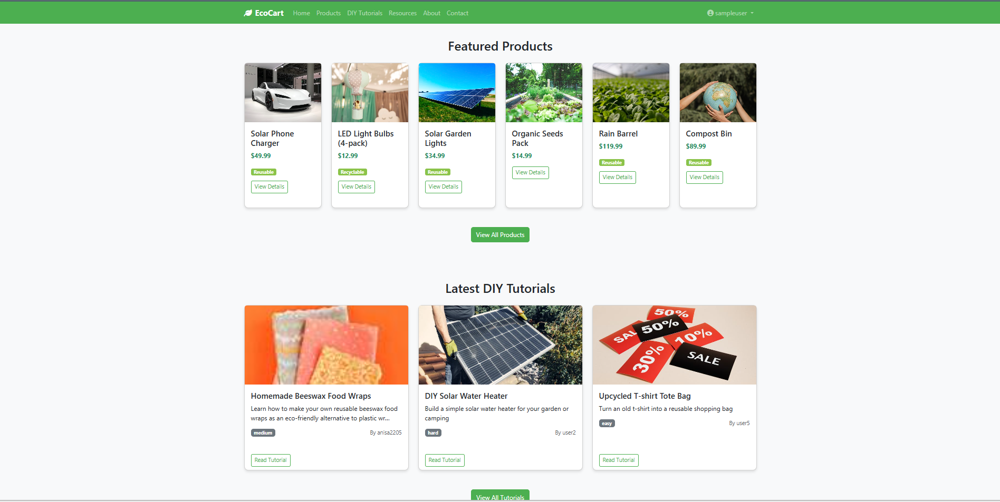 EcoCart Home Products DIY Tutorials Resources About Contact sampleuser
Featured Products
Solar Phone
Charger
$49.99
Reusable
View Details
LED Light Bulbs
(4-pack)
$12.99
Recyclable
View Details
Solar Garden
Lights
$34.99
Reusable
View Details
Organic Seeds
Pack
$14.99
View Details
Rain Barrel
$119.99
Reusable
View Details
Compost Bin
$89.99
Reusable
View Details
View All Products
Latest DIY Tutorials
Homemade Beeswax Food Wraps
Learn how to make your own reusable beeswax food
wraps as an eco-friendly alternative to plastic wr...
medium By anisa2205
Read Tutorial
DIY Solar Water Heater
Build a simple solar water heater for your garden or
camping
hard By user2
Read Tutorial
50%
SAL
50%
10%
30%
SALE
Upcycled T-shirt Tote Bag
Turn an old t-shirt into a reusable shopping bag
easy By user5
Read Tutorial
View All Tutorials